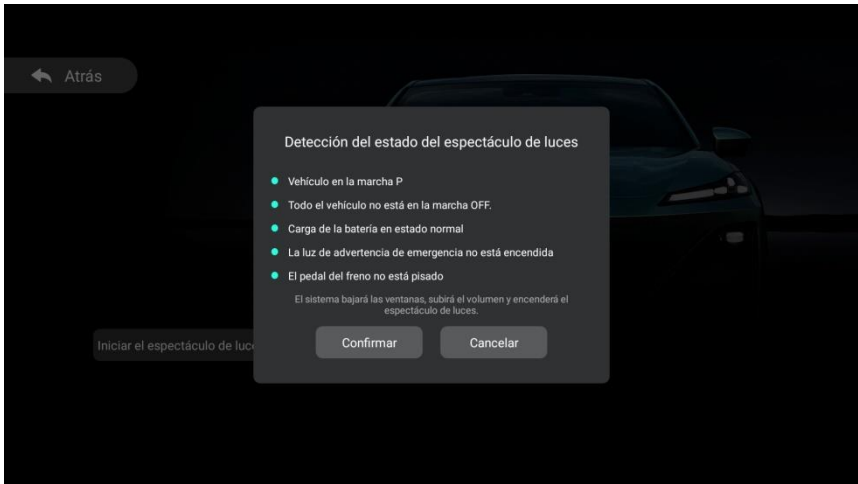 Atrás
Detección del estado del espectáculo de luces
Vehículo en la marcha P
Todo el vehículo no está en la marcha OFF.
Carga de la batería en estado normal
La luz de advertencia de emergencia no está encendida
El pedal del freno no está pisado
El sistema bajará las ventanas, subirá el volumen y encenderá el
espectáculo de luces.
Iniciar el espectáculo de luc
Confirmar
Cancelar